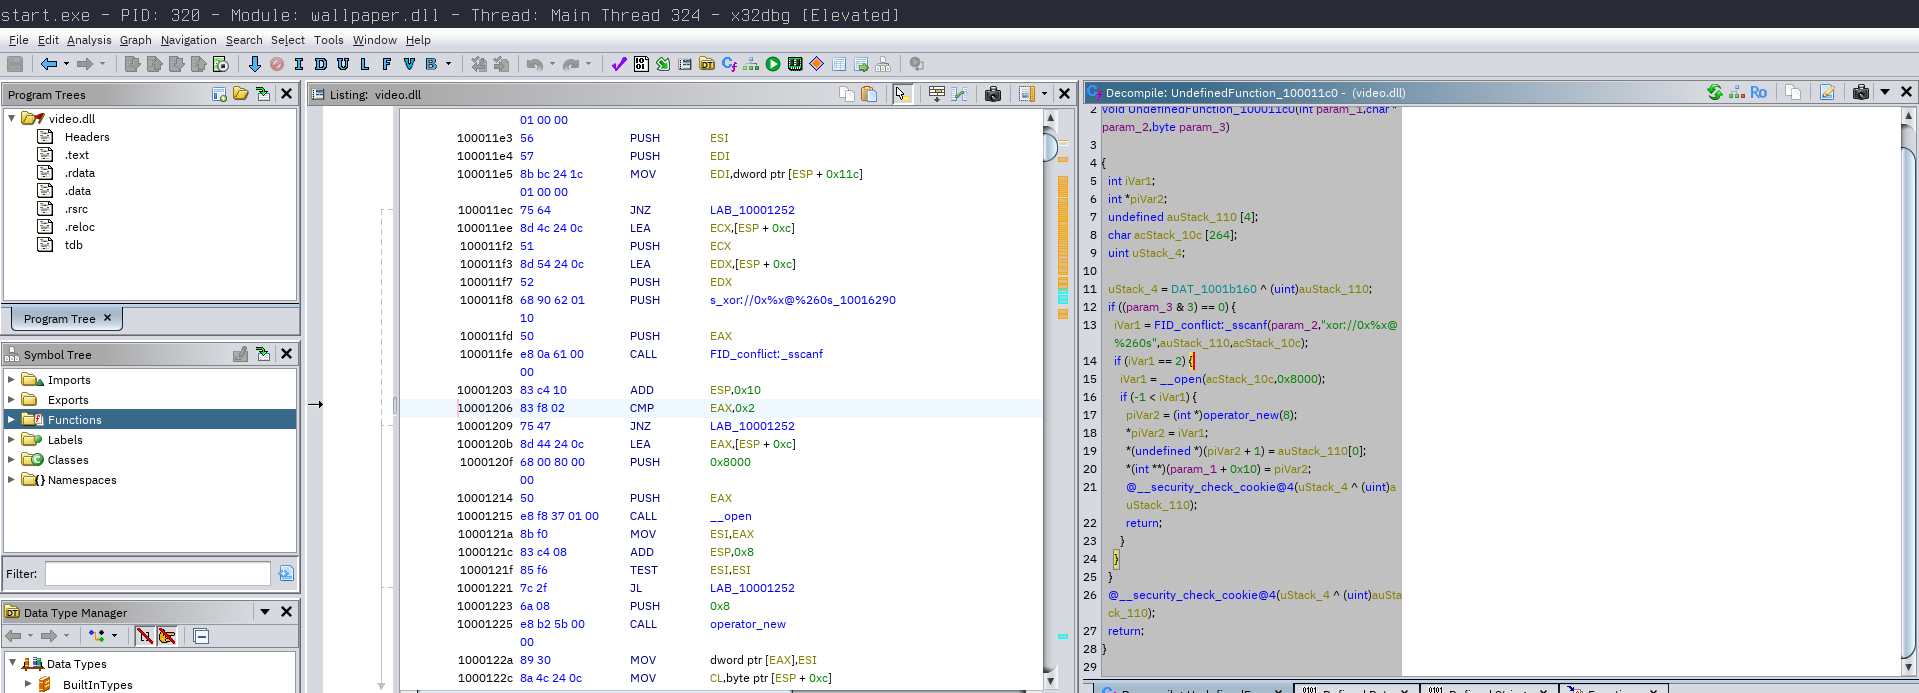 start.exe - PID: 320 - Module: wallpaper.dll - Thread: Main Thread 324 - x32dbg [Elevated]
File Edit Analysis Graph Navigation Search Select Tools Window Help
I D U L F V B
Program Trees
video.dll
Headers
.text
.rdata
.data
.rsrc
.reloc
tdb
Program Tree ×
Symbol Tree
Imports
Exports
Functions
Labels
Classes
Namespaces
Filter:
Data Type Manager
Data Types
BuiltInTypes
Listing: video.dll
01 00 00
100011e3 56 PUSH ESI
100011e4 57 PUSH EDI
100011e5 8b bc 24 1c MOV EDI,dword ptr [ESP + 0x11c]
01 00 00
100011ec 75 64 JNZ LAB_10001252
100011ee 8d 4c 24 0c LEA ECX,[ESP + 0xc]
100011f2 51 PUSH ECX
100011f3 8d 54 24 0c LEA EDX,[ESP + 0xc]
100011f7 52 PUSH EDX
100011f8 68 90 62 01 PUSH s_xor://0x%x@%260s_10016290
10
100011fd 50 PUSH EAX
100011fe e8 0a 61 00 CALL FID_conflict:_sscanf
00
10001203 83 c4 10 ADD ESP,0x10
10001206 83 f8 02 CMP EAX,0x2
10001209 75 47 JNZ LAB_10001252
1000120b 8d 44 24 0c LEA EAX,[ESP + 0xc]
1000120f 68 00 80 00 PUSH 0x8000
00
10001214 50 PUSH EAX
10001215 e8 f8 37 01 00 CALL __open
1000121a 8b f0 MOV ESI,EAX
1000121c 83 c4 08 ADD ESP,0x8
1000121f 85 f6 TEST ESI,ESI
10001221 7c 2f JL LAB_10001252
10001223 6a 08 PUSH 0x8
10001225 e8 b2 5b 00 CALL operator_new
00
1000122a 89 30 MOV dword ptr [EAX],ESI
1000122c 8a 4c 24 0c MOV CL,byte ptr [ESP + 0xc]
Decompile: UndefinedFunction_100011c0 - (video.dll)
2 void UndefinedFunction_100011c0(int param_1,char *
param_2,byte param_3)
3
4 {
5 int iVar1;
6 int *piVar2;
7 undefined auStack_110 [4];
8 char acStack_10c [264];
9 uint uStack_4;
10
11 uStack_4 = DAT_1001b160 ^ (uint)auStack_110;
12 if ((param_3 & 3) == 0) {
13 iVar1 = FID_conflict:_sscanf(param_2,"xor://0x%x@
%260s",auStack_110,acStack_10c);
14 if (iVar1 == 2) {
15 iVar1 = __open(acStack_10c,0x8000);
16 if (-1 < iVar1) {
17 piVar2 = (int *)operator_new(8);
18 *piVar2 = iVar1;
19 *(undefined *)(piVar2 + 1) = auStack_110[0];
20 *(int **)(param_1 + 0x10) = piVar2;
21 @__security_check_cookie@4(uStack_4 ^ (uint)a
uStack_110);
22 return;
23 }
24 }
25 }
26 @__security_check_cookie@4(uStack_4 ^ (uint)auSta
ck_110);
27 return;
28 }
29